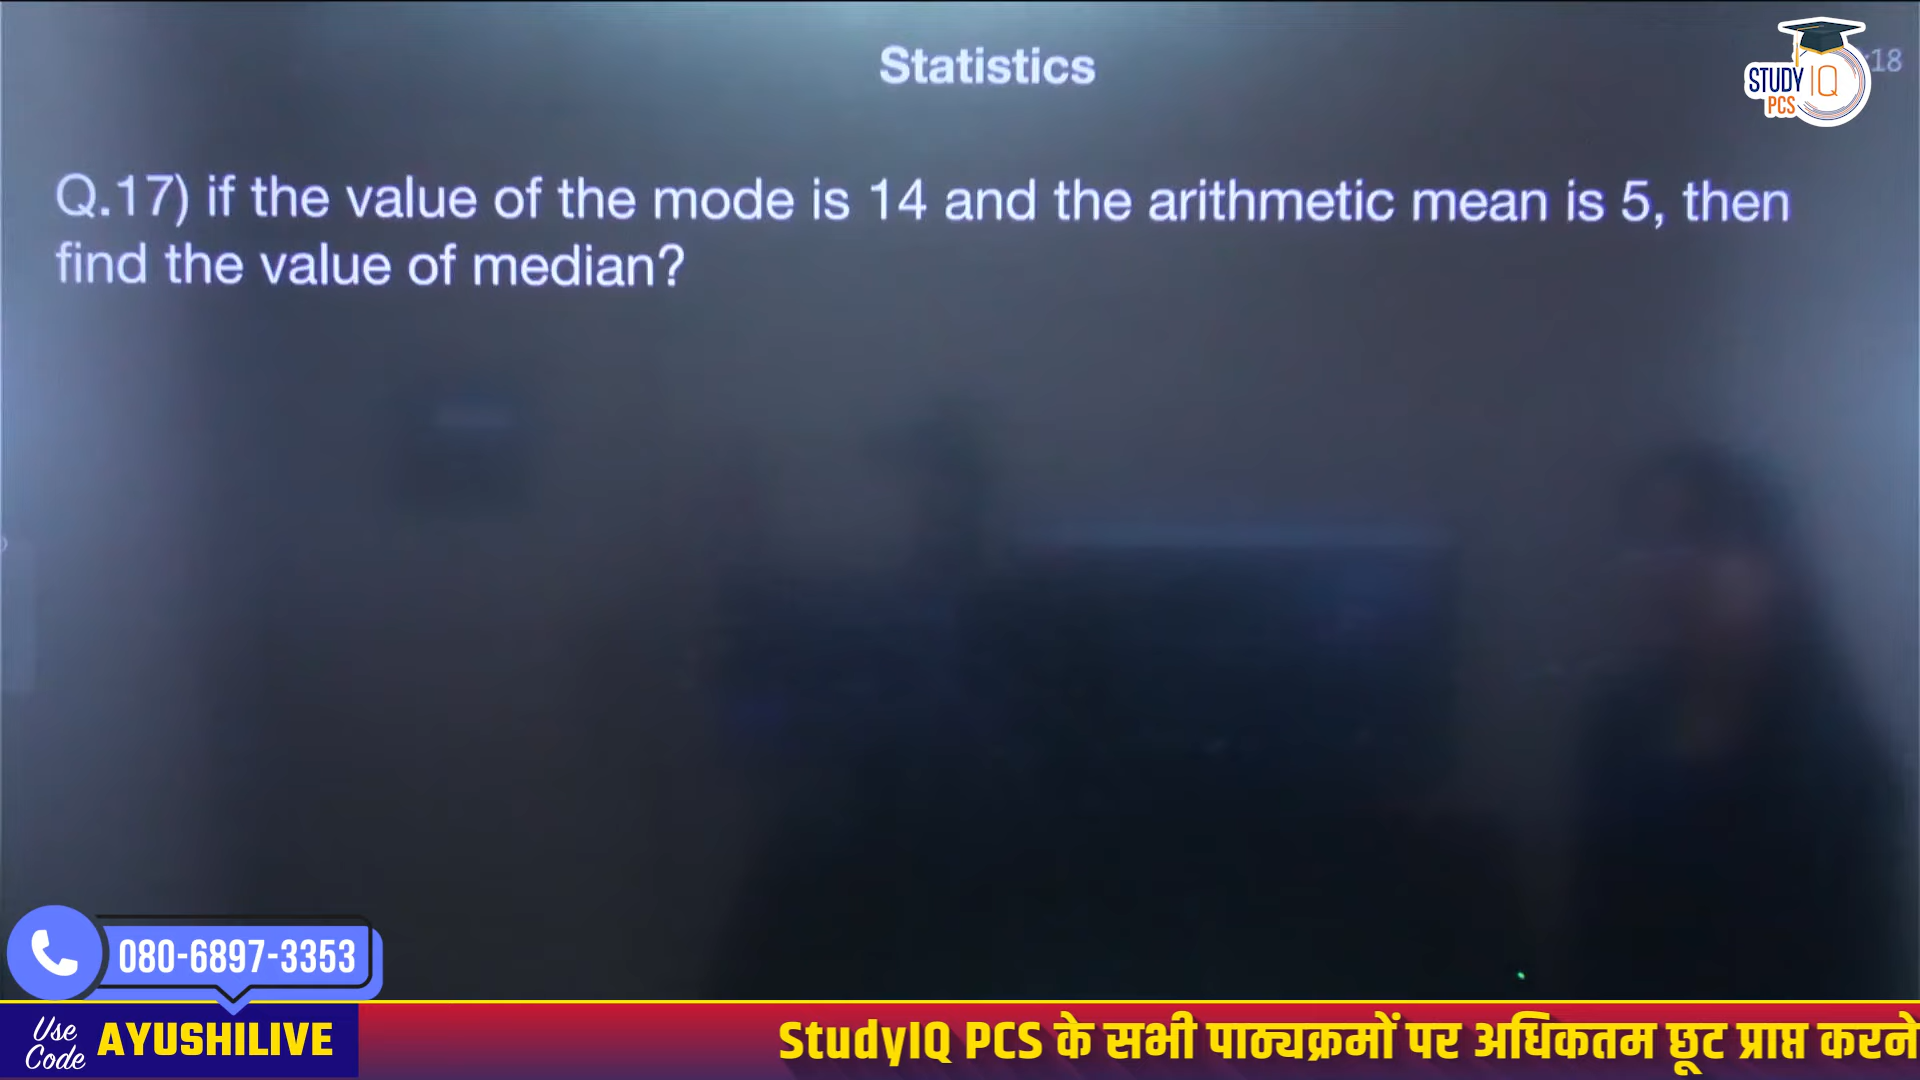 Statistics
:18
STUDY IQ
PCS
Q.17) if the value of the mode is 14 and the arithmetic mean is 5, then
find the value of median?
080-6897-3353
Use
Code
AYUSHILIVE
StudyIQ PCS के सभी पाठ्यक्रमों पर अधिकतम छूट प्राप्त करने